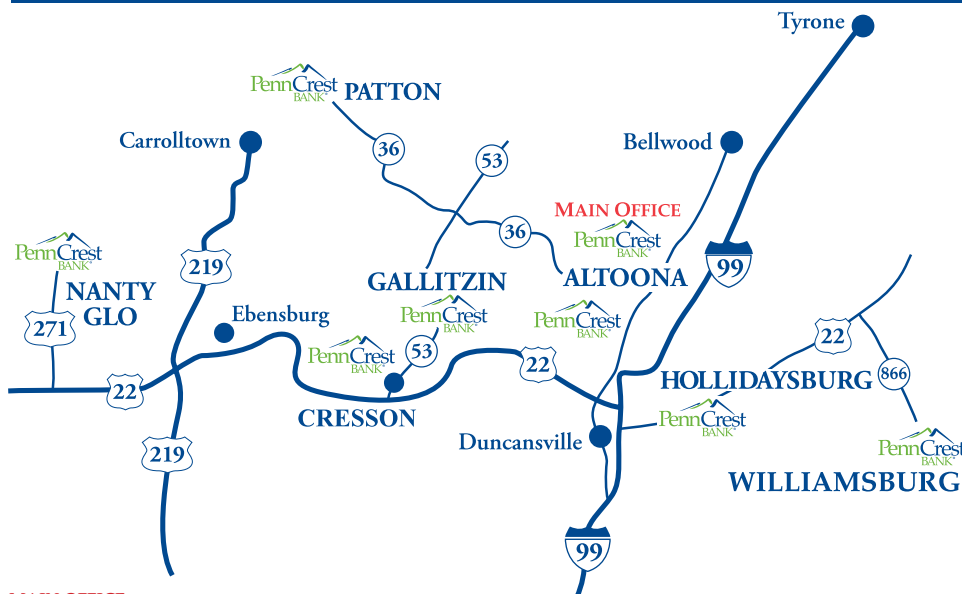 Tyrone
PennCrest
BANK
PATTON
Carrolltown
36
53
Bellwood
MAIN OFFICE
36
PennCrest
BANK
PennCrest
BANK
219
99
GALLITZIN
ALTOONA
NANTY
GLO
271
Ebensburg
PennCrest
BANK
PennCrest
BANK
PennCrest
BANK
53
22
22
HOLLIDAYSBURG
866
22
CRESSON
PennCrest
BANK
Duncansville
PennCrest
BANK
219
WILLIAMSBURG
99